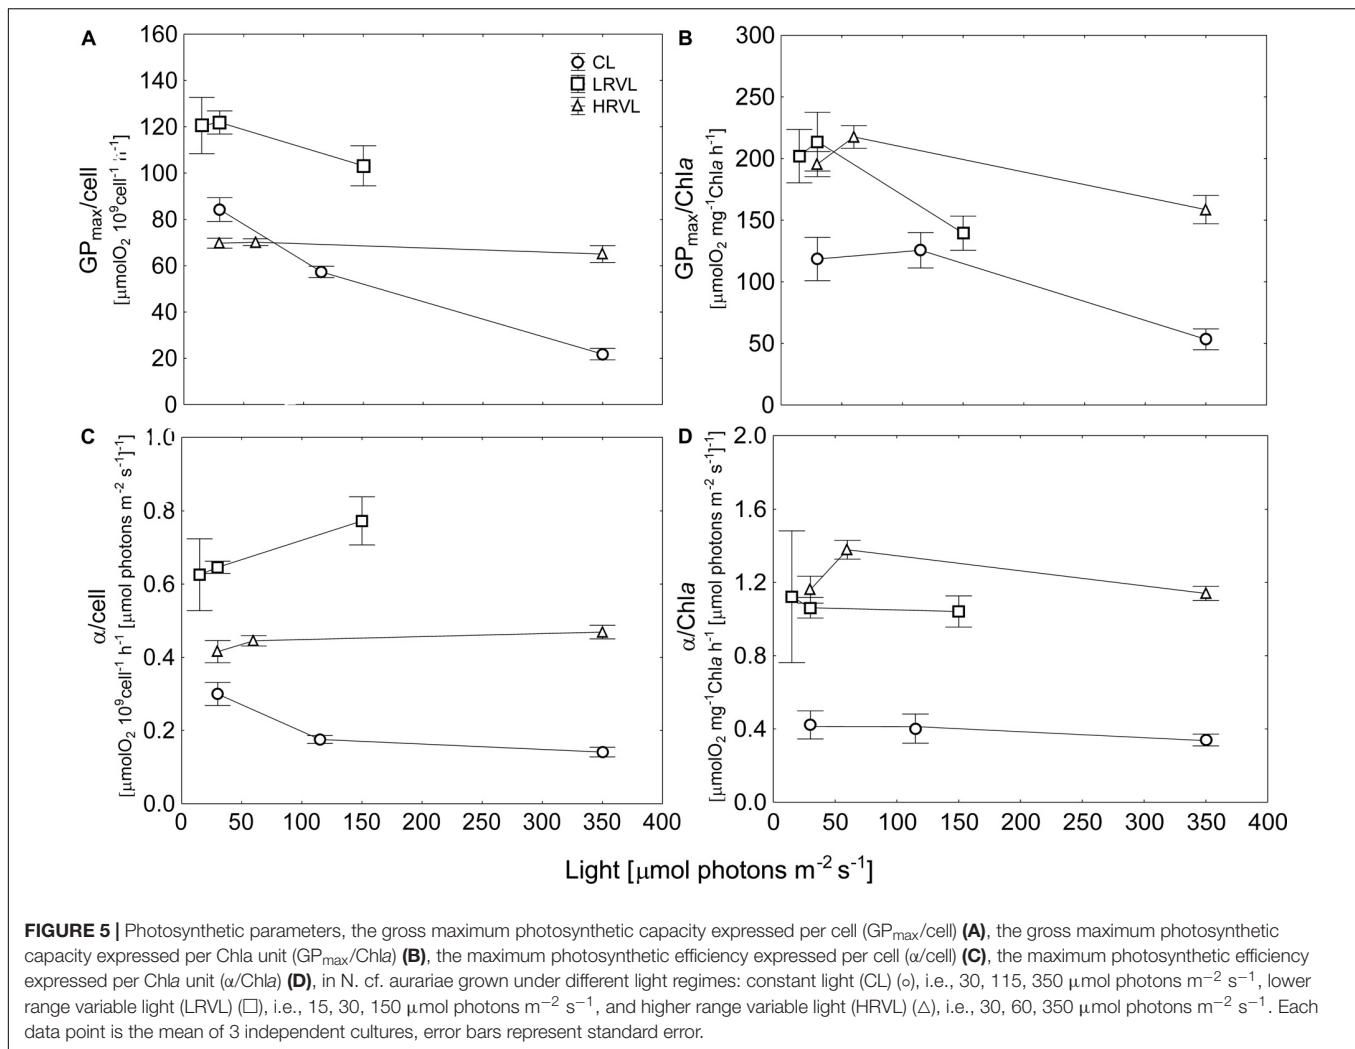 A
160
140
120
100
80
60
40
20
0
GPmax/cell
[μmolO2 10^9cell-1 h-1]
CL
LRVL
HRVL
B
300
250
200
150
100
50
0
GPmax/Chla
[μmolO2 mg-1Chla h-1]
C
1.0
0.8
0.6
0.4
0.2
0.0
α/cell
[μmolO2 10^9cell-1 h-1 [μmol photons m-2 s-1]-1]
0 50 100 150 200 250 300 350 400
D
2.0
1.6
1.2
0.8
0.4
0.0
α/Chla
[μmolO2 mg-1Chla h-1 [μmol photons m-2 s-1]-1]
0 50 100 150 200 250 300 350 400
Light [μmol photons m-2 s-1]
FIGURE 5 | Photosynthetic parameters, the gross maximum photosynthetic capacity expressed per cell (GPmax/cell) (A), the gross maximum photosynthetic
capacity expressed per Chla unit (GPmax/Chla) (B), the maximum photosynthetic efficiency expressed per cell (α/cell) (C), the maximum photosynthetic efficiency
expressed per Chla unit (α/Chla) (D), in N. cf. aurariae grown under different light regimes: constant light (CL) (○), i.e., 30, 115, 350 μmol photons m−2 s−1, lower
range variable light (LRVL) (□), i.e., 15, 30, 150 μmol photons m−2 s−1, and higher range variable light (HRVL) (△), i.e., 30, 60, 350 μmol photons m−2 s−1. Each
data point is the mean of 3 independent cultures, error bars represent standard error.